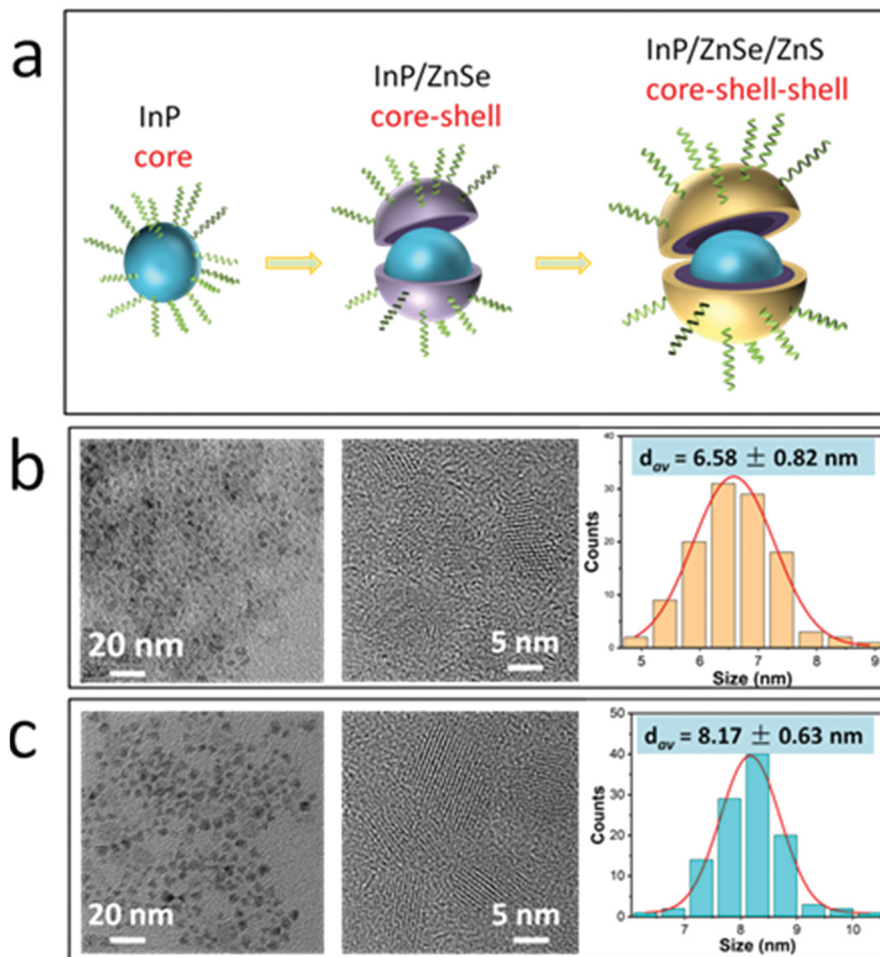 a
InP
core
InP/ZnSe
core-shell
InP/ZnSe/ZnS
core-shell-shell
b
20 nm
5 nm
d_av = 6.58 ± 0.82 nm
Counts
40
30
20
10
0
5 6 7 8 9
Size (nm)
c
20 nm
5 nm
d_av = 8.17 ± 0.63 nm
Counts
50
40
30
20
10
0
7 8 9 10
Size (nm)